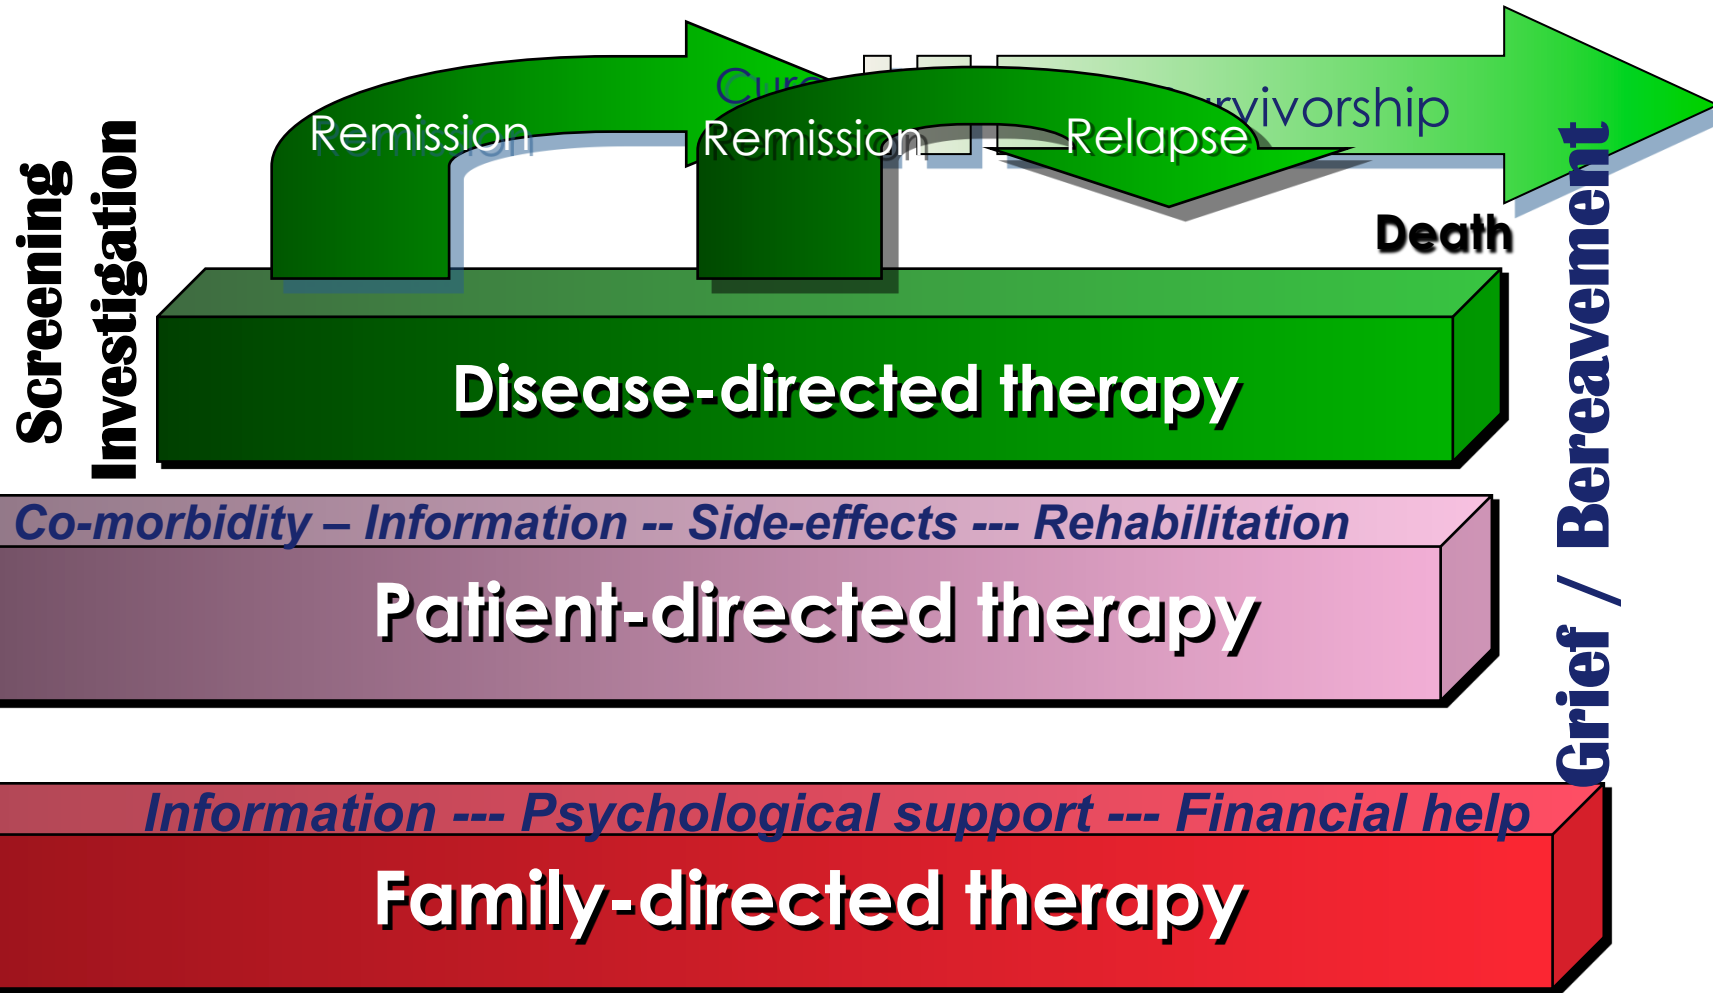 Screening
Investigation
Remission
Remission
Relapse
Death
Disease-directed therapy
Co-morbidity – Information -- Side-effects --- Rehabilitation
Patient-directed therapy
Information --- Psychological support --- Financial help
Family-directed therapy
Grief / Bereavement